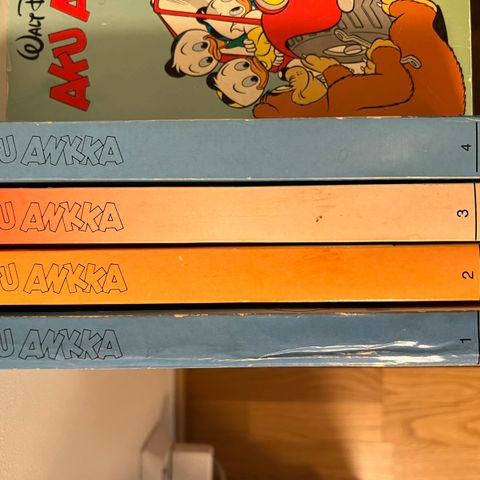 WALT
AKU A
U ANKKA 4
U ANKKA 3
U ANKKA 2
U ANKKA 1